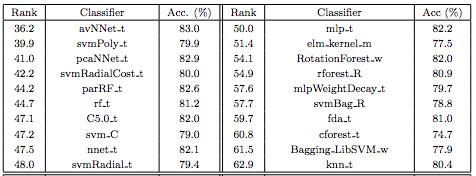 Rank Classifier Acc. (%) Rank Classifier Acc. (%)
36.2 avNNet_t 83.0 50.0 mlp_t 82.2
39.9 svmPoly_t 79.9 51.4 elm_kernel_m 77.5
41.0 pcaNNet_t 82.9 54.1 RotationForest_w 82.0
42.2 svmRadialCost_t 80.0 54.9 rforest_R 80.9
44.2 parRF_t 82.6 57.6 mlpWeightDecay_t 79.7
44.7 rf_t 81.2 57.7 svmBag_R 78.8
47.1 C5.0_t 82.0 59.7 fda_t 81.0
47.2 svm_C 79.0 60.8 cforest_t 74.7
47.5 nnet_t 82.1 61.5 Bagging_LibSVM_w 77.9
48.0 svmRadial_t 79.4 62.9 knn_t 80.4